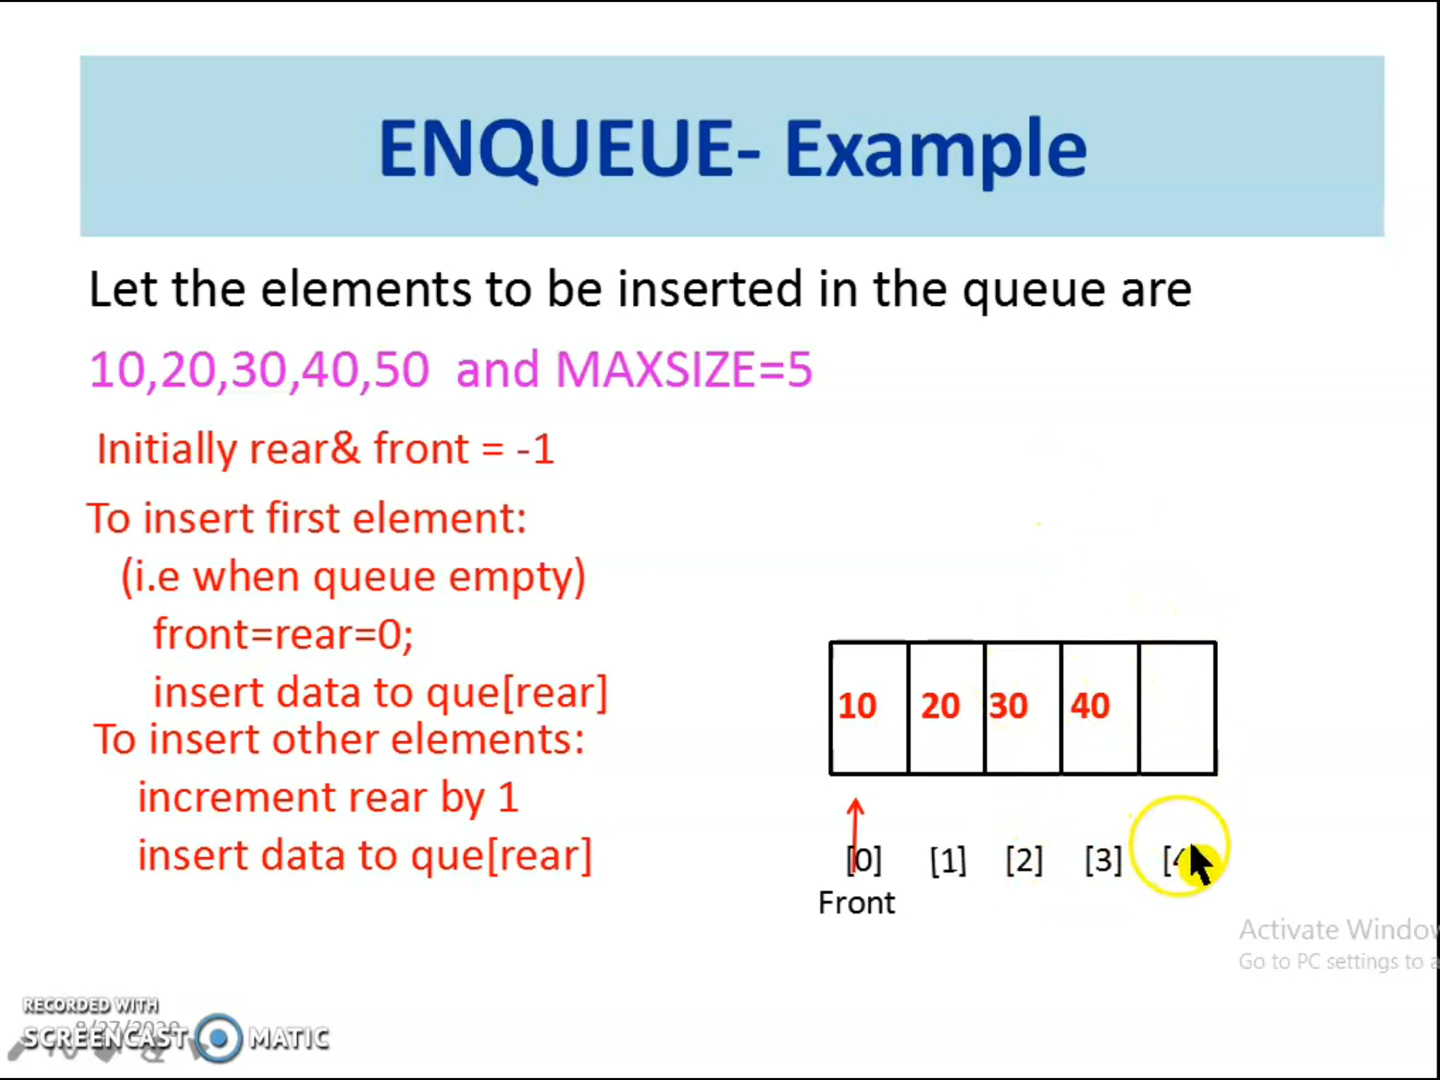 ENQUEUE- Example
Let the elements to be inserted in the queue are
10,20,30,40,50 and MAXSIZE=5
Initially rear& front = -1
To insert first element:
(i.e when queue empty)
front=rear=0;
insert data to que[rear]
To insert other elements:
increment rear by 1
insert data to que[rear]
10 20 30 40
[0] [1] [2] [3]
Front
Activate
Go to PC settings to
RECORDED WITH
SCREENCAST MATIC